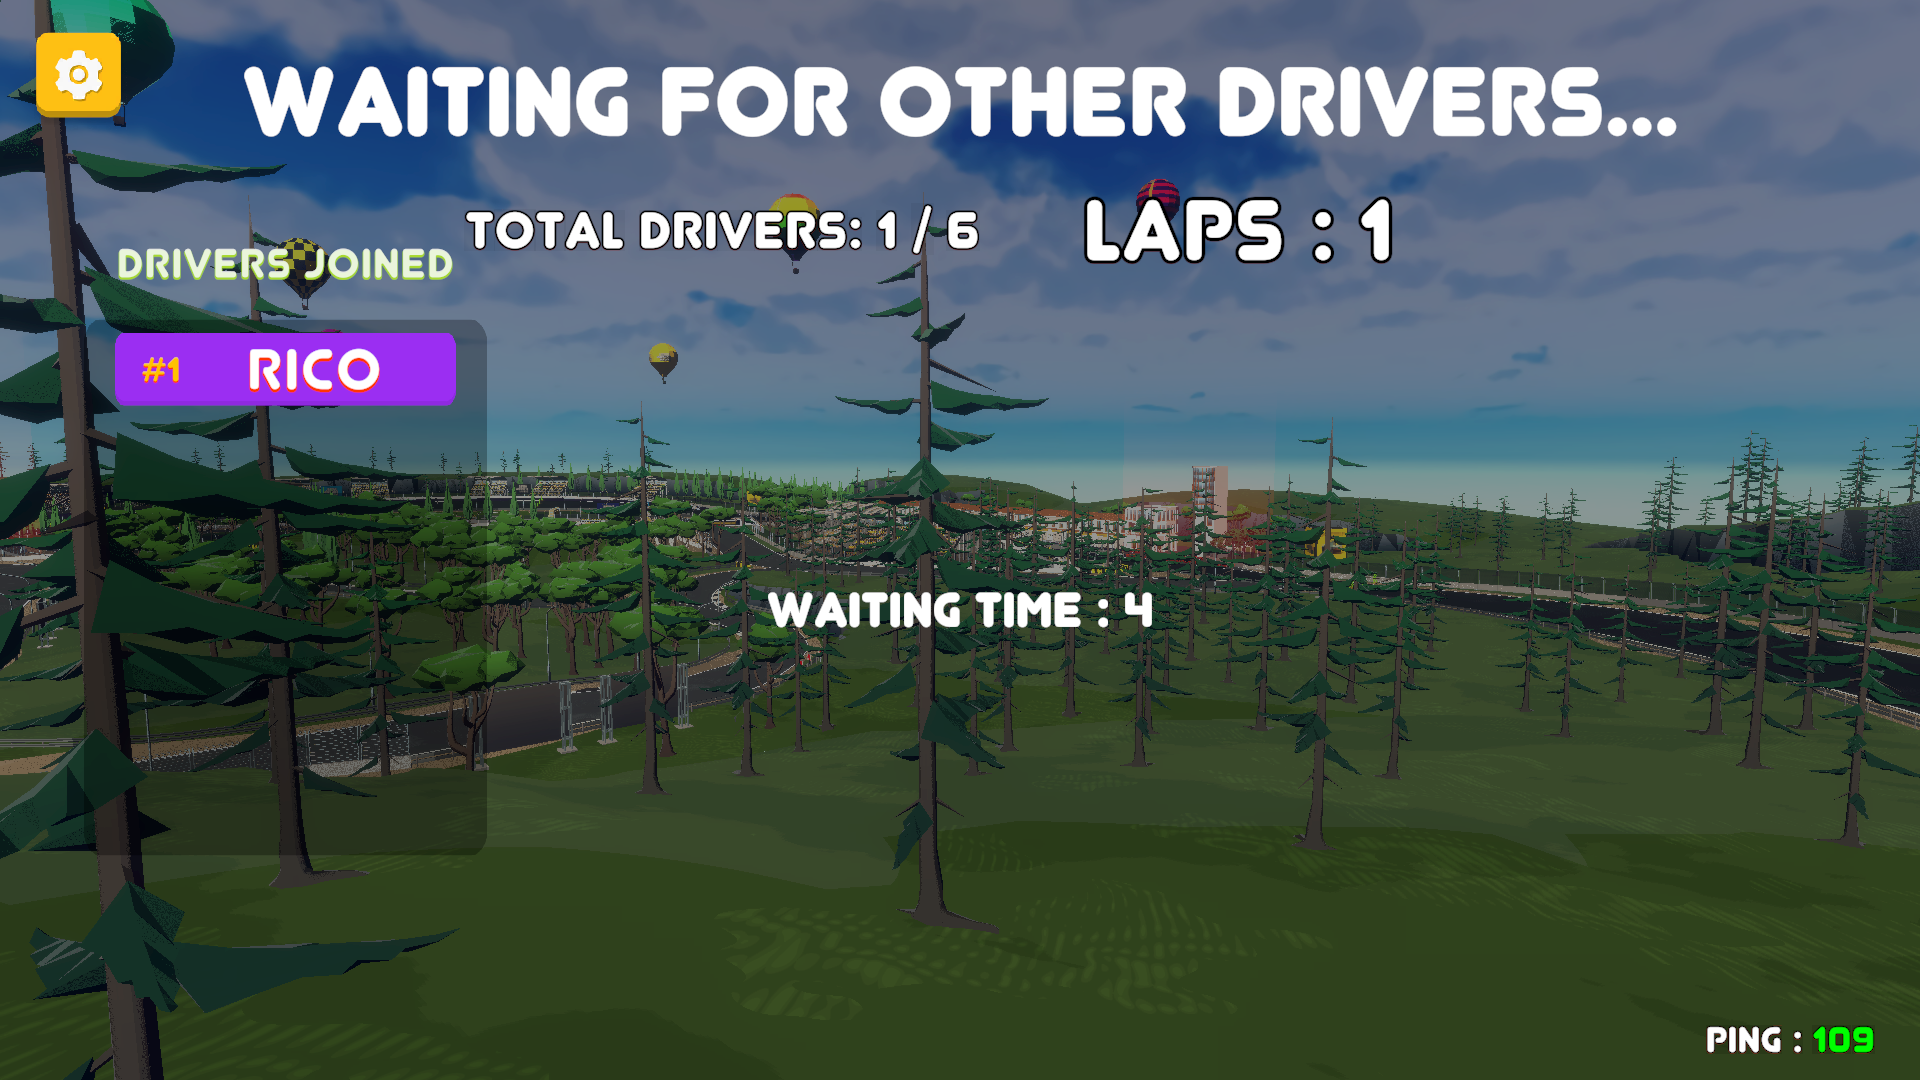 WAITING FOR OTHER DRIVERS...
TOTAL DRIVERS: 1 / 6
LAPS : 1
DRIVERS JOINED
#1 RICO
WAITING TIME : 4
PING : 109